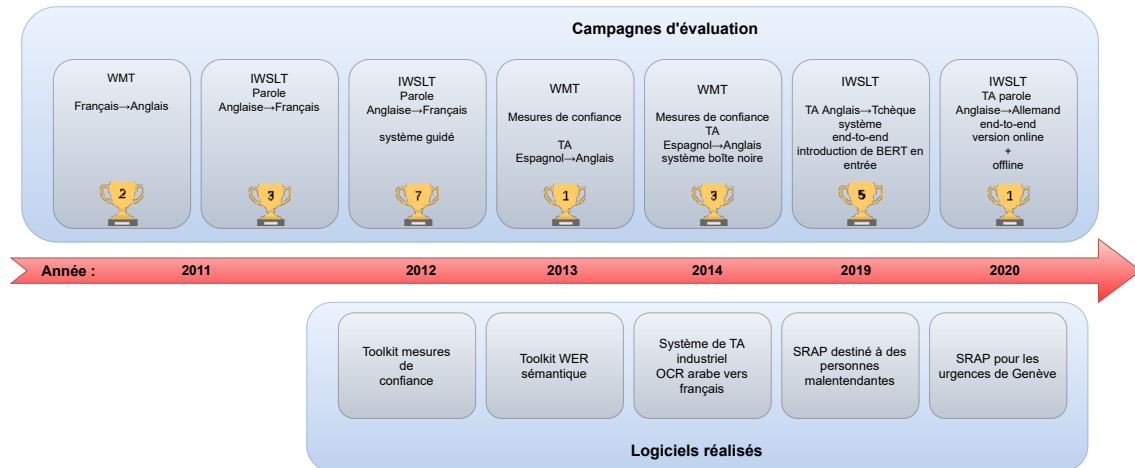 Campagnes d'évaluation
WMT
Français→Anglais
2
IWSLT
Parole
Anglaise→Français
3
IWSLT
Parole
Anglaise→Français
système guidé
7
WMT
Mesures de confiance
TA
Espagnol→Anglais
1
WMT
Mesures de confiance
TA
Espagnol→Anglais
système boîte noire
3
IWSLT
TA Anglais→Tchèque
système
end-to-end
introduction de BERT en
entrée
5
IWSLT
TA parole
Anglaise→Allemand
end-to-end
version online
+
offline
1
Année :
2011
2012
2013
2014
2019
2020
Toolkit mesures
de
confiance
Toolkit WER
sémantique
Système de TA
industriel
OCR arabe vers
français
SRAP destiné à des
personnes
malentendantes
SRAP pour les
urgences de Genève
Logiciels réalisés